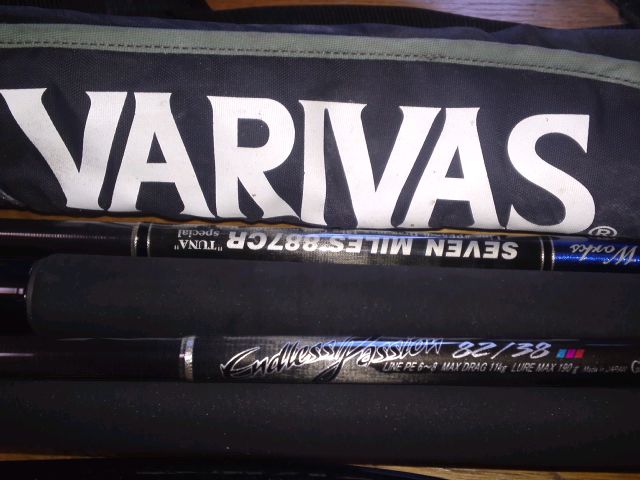 VARIVAS®
SEVEN MILES 887CR
"TUNA"
special
Works
Endless Passion 82/38
LINE PE 6~8 MAX DRAG 11kg LURE MAX 180g Made in JAPAN